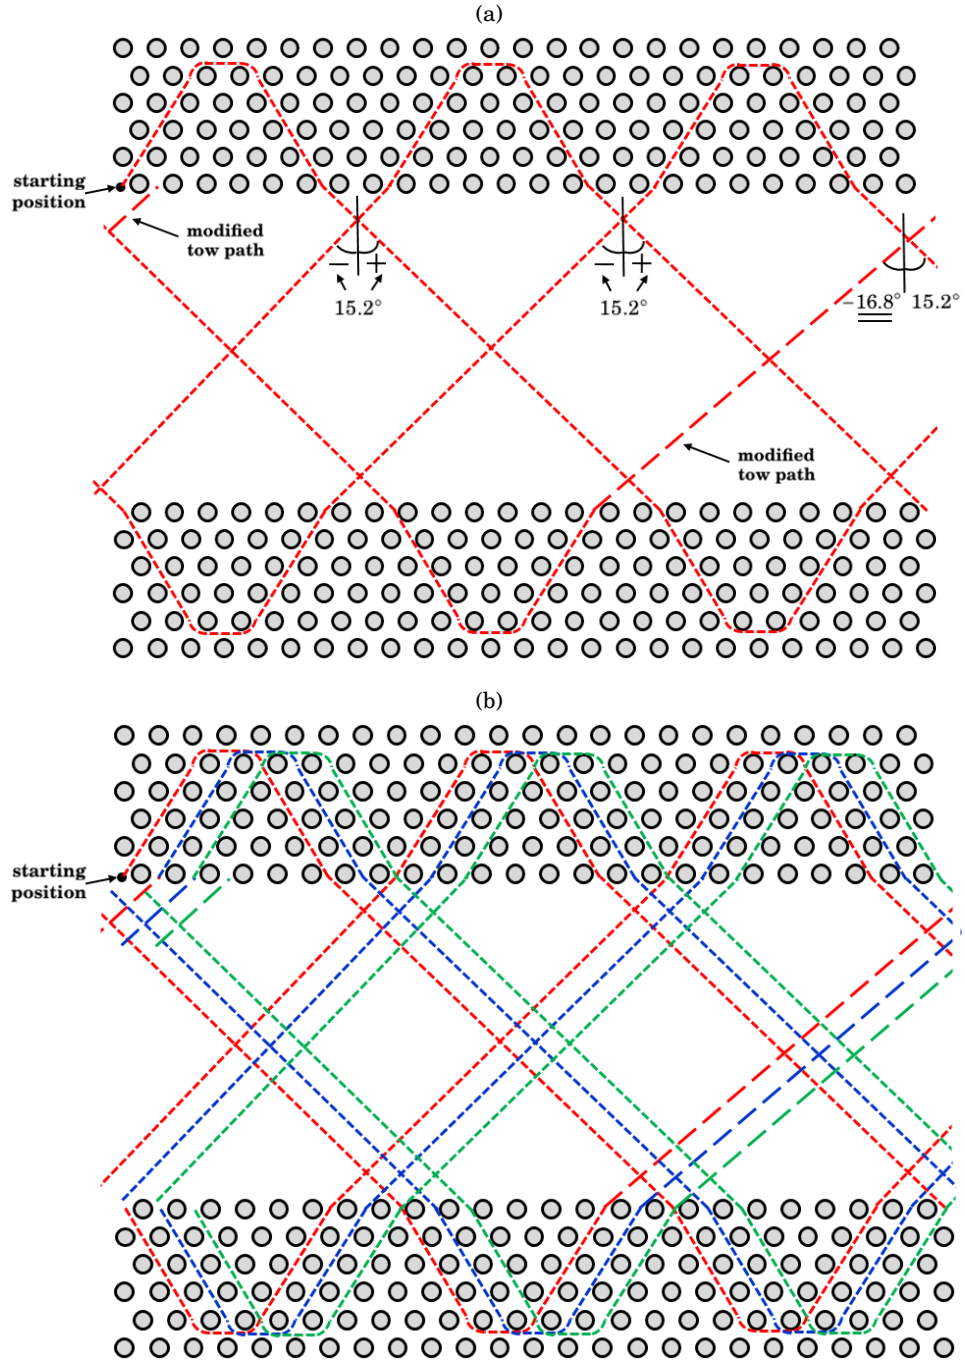 (a)
starting
position
modified
tow path
− +
15.2°
− +
15.2°
−16.8° 15.2°
modified
tow path
(b)
starting
position